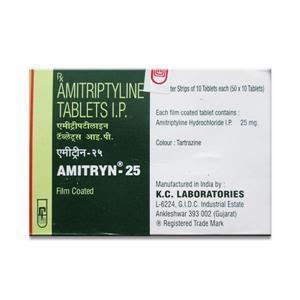 Rx
AMITRIPTYLINE
TABLETS I.P.
एमीट्रीपटीलाइन
टॅब्लेट्स आइ.पी.
एमीट्रीन-२५
AMITRYN®-25
Film Coated
ter Strips of 10 Tablets each (50 x 10 Tablets)
Each film coated tablet contains :
Amitriptyline Hydrochloride I.P. 25 mg.
Colour : Tartrazine
Manufactured in India by :
K.C. LABORATORIES
L-6224, G.I.D.C. Industrial Estate
Ankleshwar 393 002 (Gujarat)
® Registered Trade Mark